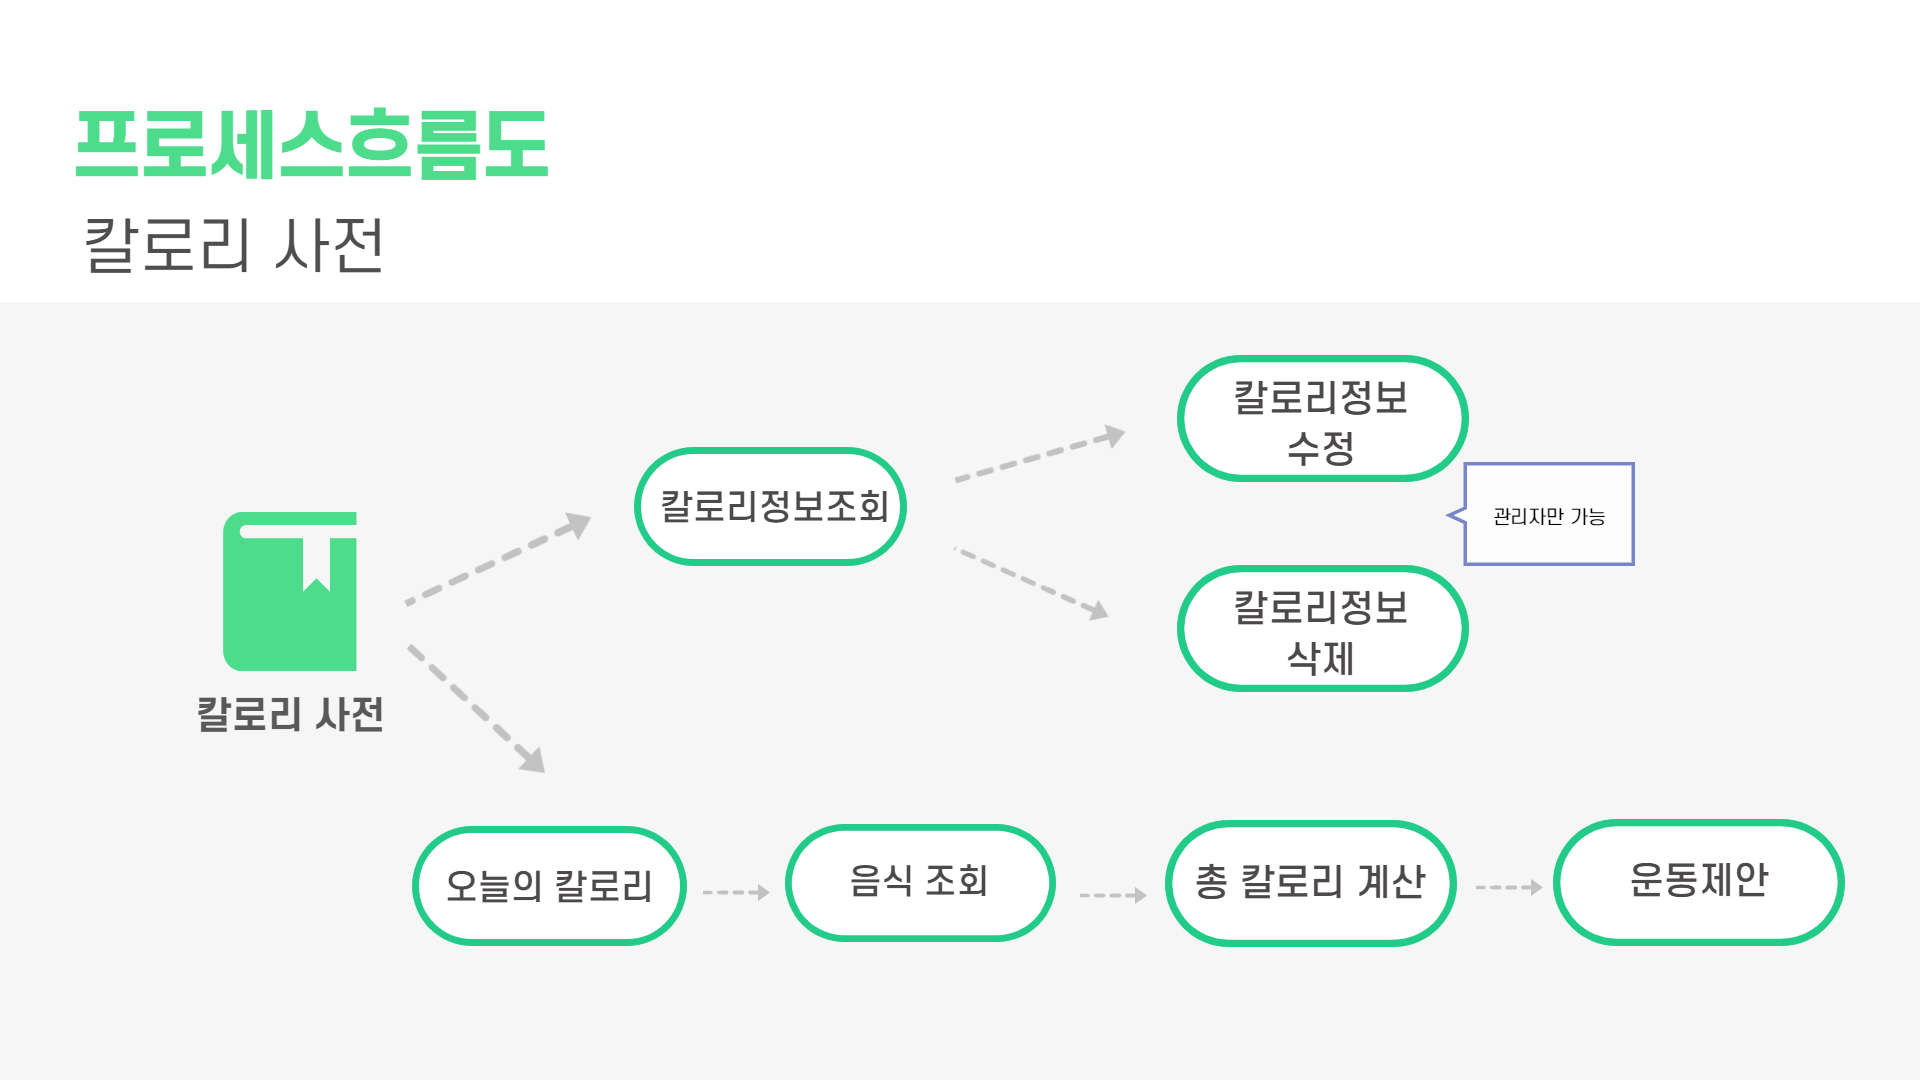 프로세스흐름도
칼로리 사전
칼로리정보
수정
칼로리정보조회
관리자만 가능
칼로리정보
삭제
칼로리 사전
오늘의 칼로리
음식 조회
총 칼로리 계산
운동제안